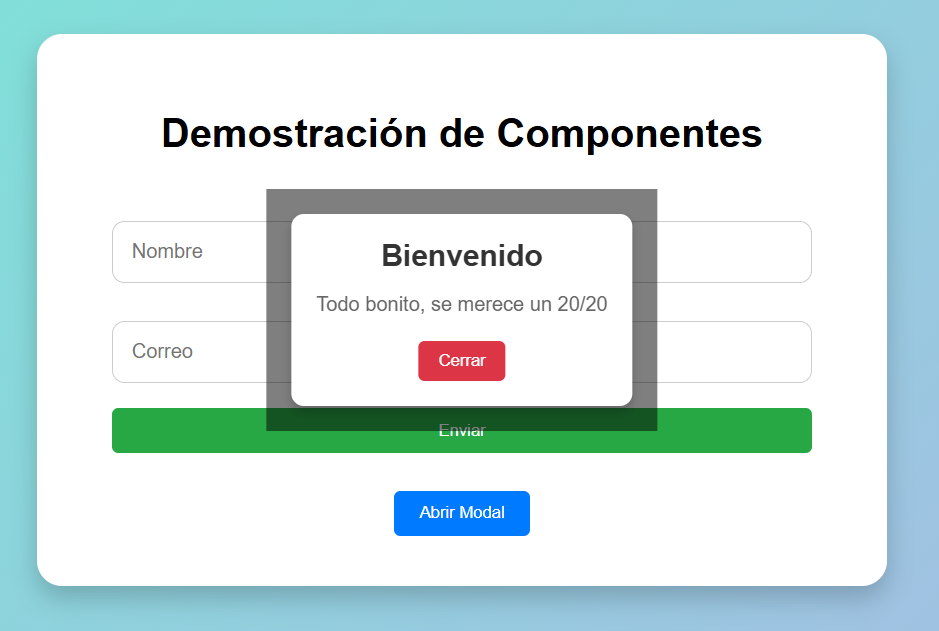 Demostración de Componentes
Nombre
Bienvenido
Todo bonito, se merece un 20/20
Correo
Cerrar
Enviar
Abrir Modal